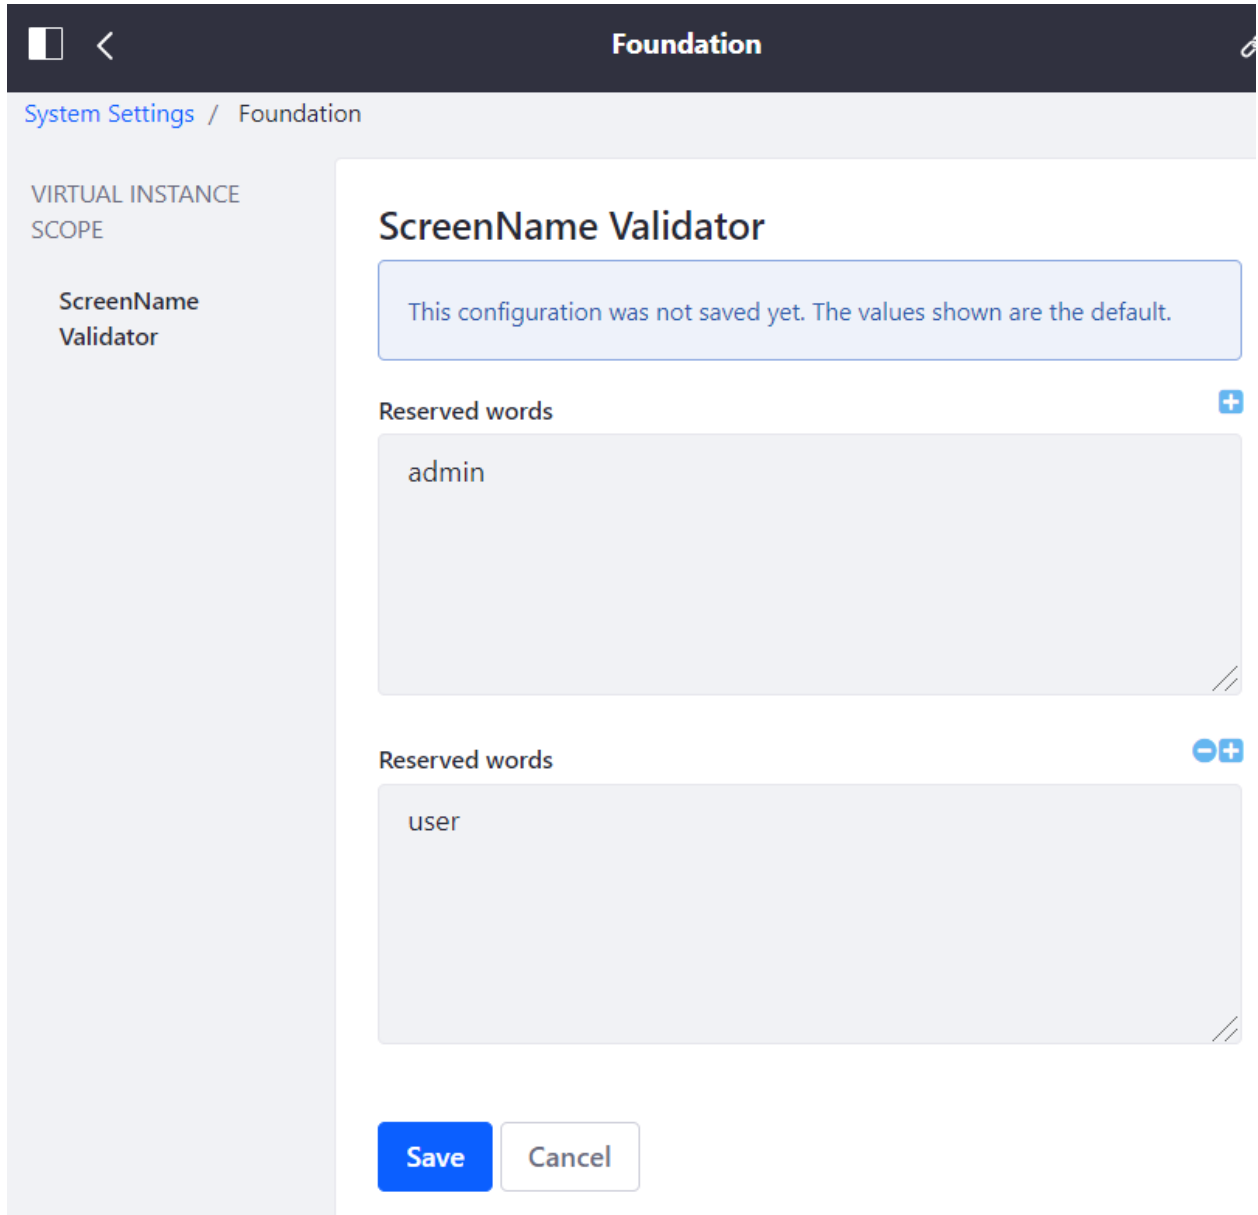 Foundation
System Settings / Foundation
VIRTUAL INSTANCE
SCOPE
ScreenName
Validator
ScreenName Validator
This configuration was not saved yet. The values shown are the default.
Reserved words
admin
Reserved words
user
Save
Cancel